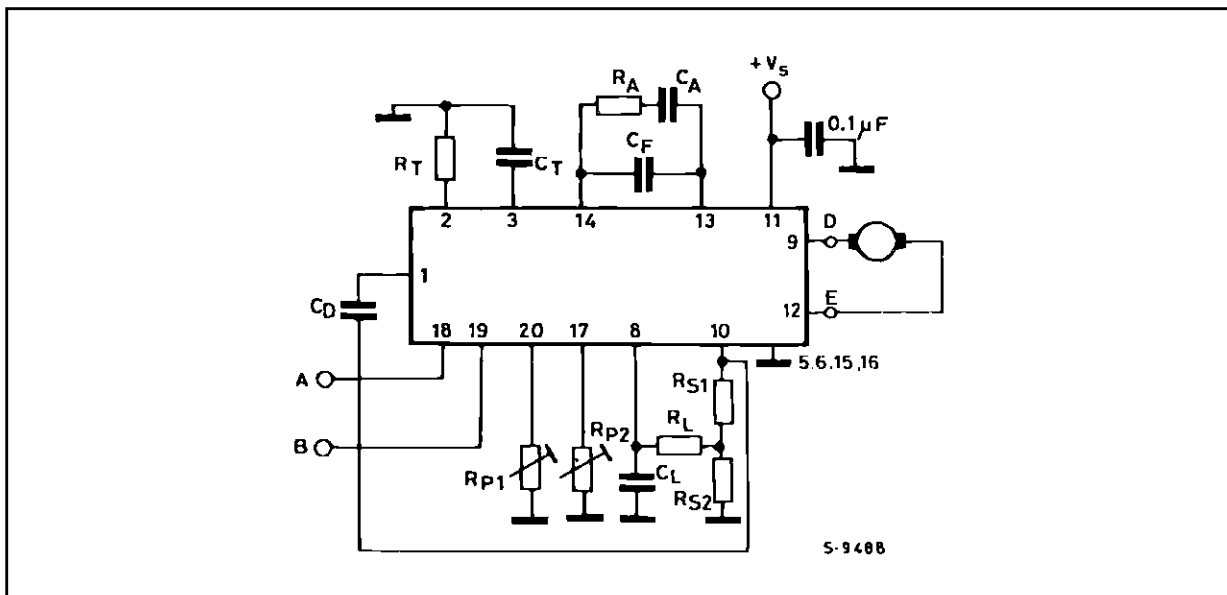 +VS
RA
CA
0.1µF
CF
RT
CT
2
3
14
13
11
9
D
1
CD
12
E
18
19
20
17
8
10
5.6.15,16
A
RS1
RL
B
RP2
RP1
CL
RS2
S-9488